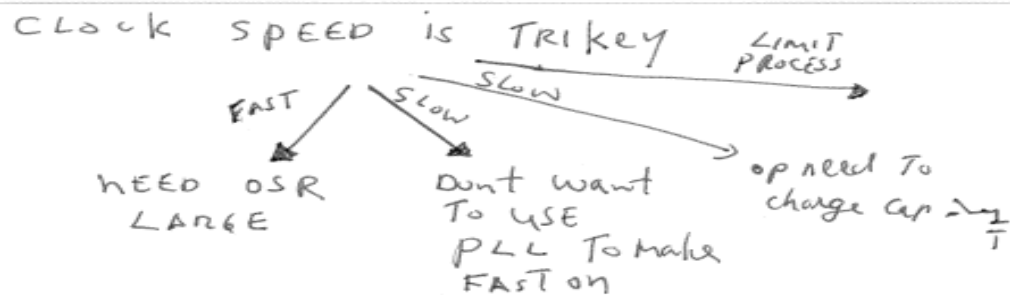 CLock SPEED is TRIKEY
LIMIT
PROCESS
FAST
SLOW
SLOW
NEED OSR
LARGE
Dont want
To USE
PLL To Make
FAST on
op need To
charge cap